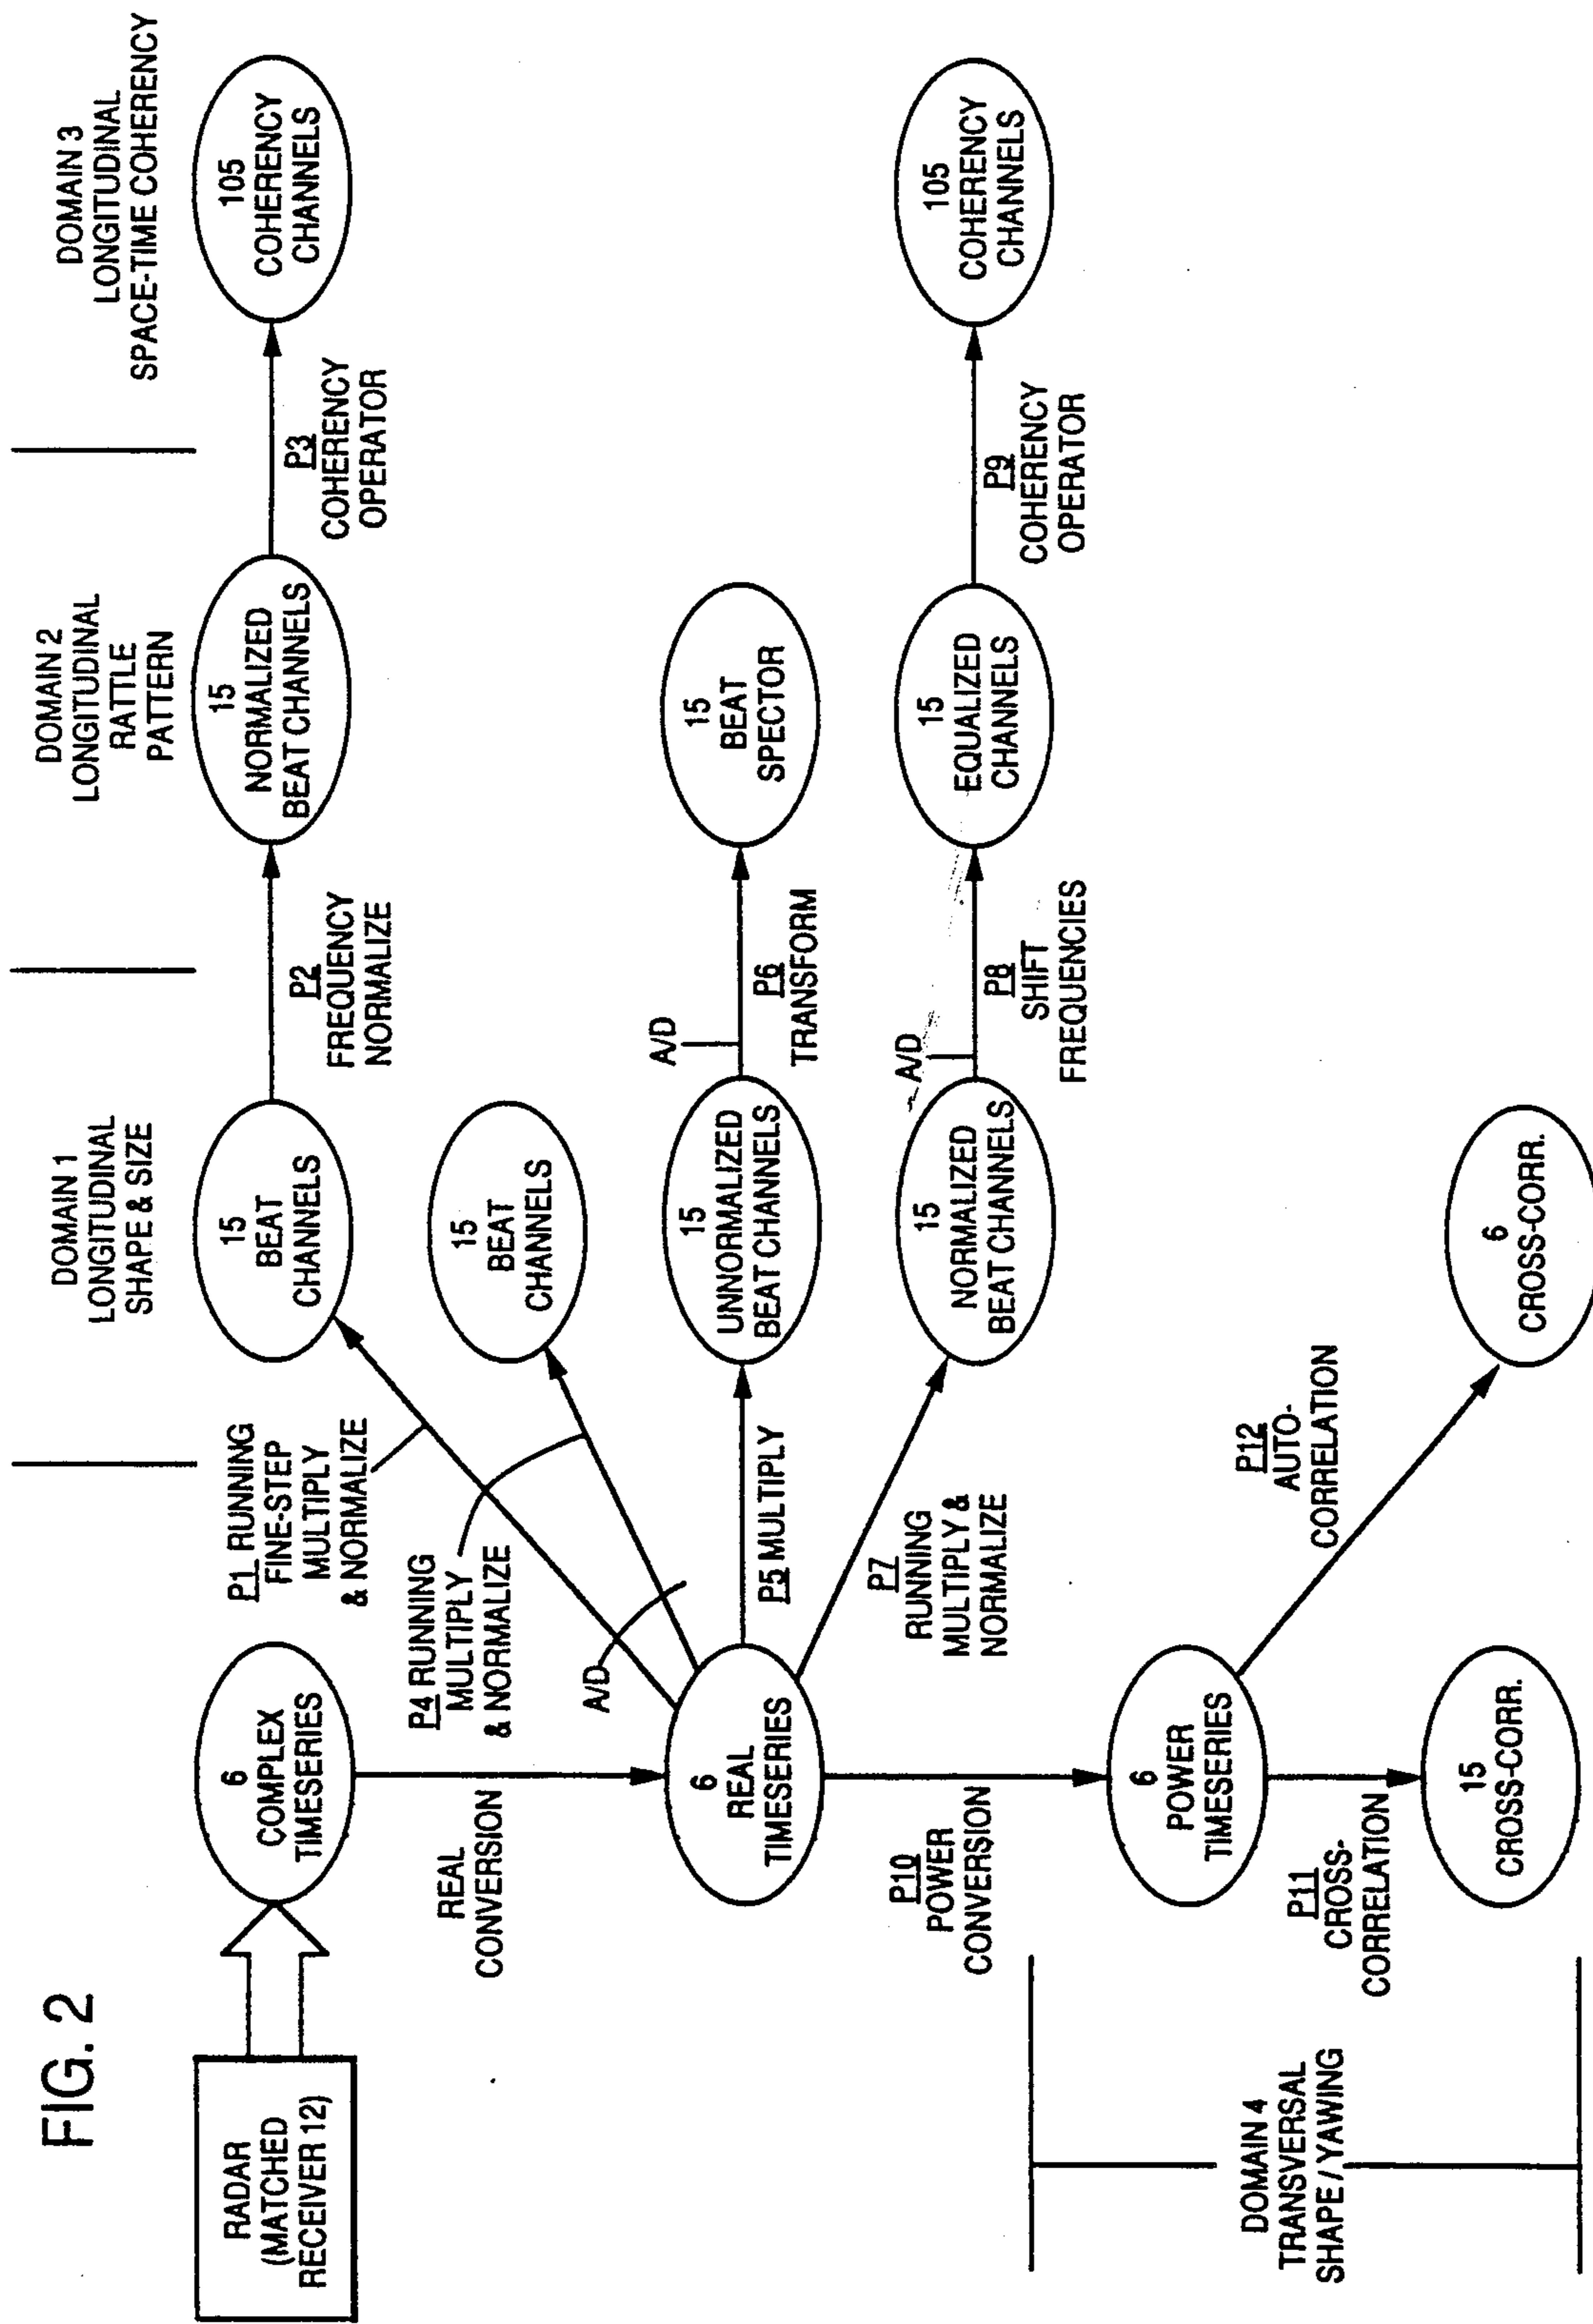 FIG. 2
DOMAIN 1
LONGITUDINAL
SHAPE & SIZE
DOMAIN 2
LONGITUDINAL
RATTLE
PATTERN
DOMAIN 3
LONGITUDINAL
SPACE-TIME COHERENCY
RADAR
(MATCHED
RECEIVER 12)
6
COMPLEX
TIMESERIES
P1 RUNNING
FINE-STEP
MULTIPLY
& NORMALIZE
15
BEAT
CHANNELS
P2
FREQUENCY
NORMALIZE
15
NORMALIZED
BEAT CHANNELS
P3
COHERENCY
OPERATOR
105
COHERENCY
CHANNELS
REAL
CONVERSION
P4 RUNNING
MULTIPLY
& NORMALIZE
A/D
15
BEAT
CHANNELS
6
REAL
TIMESERIES
P5 MULTIPLY
15
UNNORMALIZED
BEAT CHANNELS
A/D
P6
TRANSFORM
15
BEAT
SPECTOR
P7
RUNNING
MULTIPLY &
NORMALIZE
15
NORMALIZED
BEAT CHANNELS
A/D
P8
SHIFT
FREQUENCIES
15
EQUALIZED
CHANNELS
P9
COHERENCY
OPERATOR
105
COHERENCY
CHANNELS
P10
POWER
CONVERSION
DOMAIN 4
TRANSVERSAL
SHAPE / YAWING
6
POWER
TIMESERIES
P12
AUTO-
CORRELATION
P11
CROSS-
CORRELATION
15
CROSS-CORR.
6
CROSS-CORR.